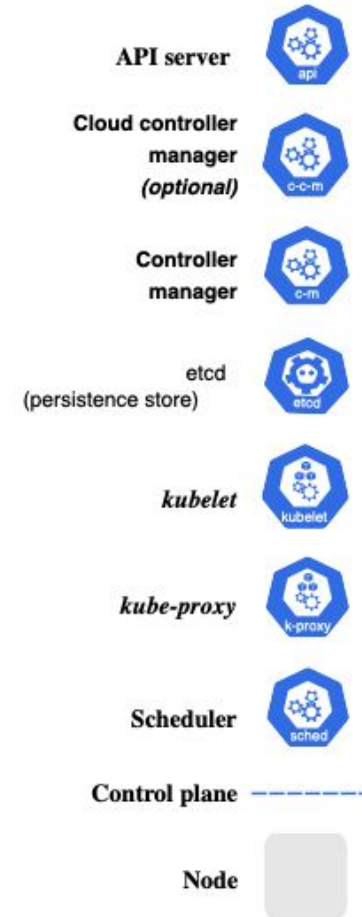 API server
api
Cloud controller
manager
(optional)
c-c-m
Controller
manager
c-m
etcd
(persistence store)
etcd
kubelet
kubelet
kube-proxy
k-proxy
Scheduler
sched
Control plane
Node